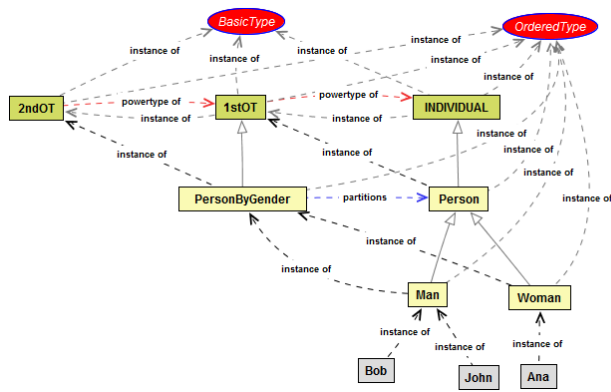 BasicType
OrderedType
instance of
instance of
instance of
instance of
instance of
instance of
instance of
2ndOT
powertype of
1stOT
powertype of
INDIVIDUAL
instance of
instance of
instance of
instance of
instance of
instance of
instance of
PersonByGender
partitions
Person
instance of
instance of
instance of
Man
Woman
instance of
instance of
instance of
Bob
John
Ana